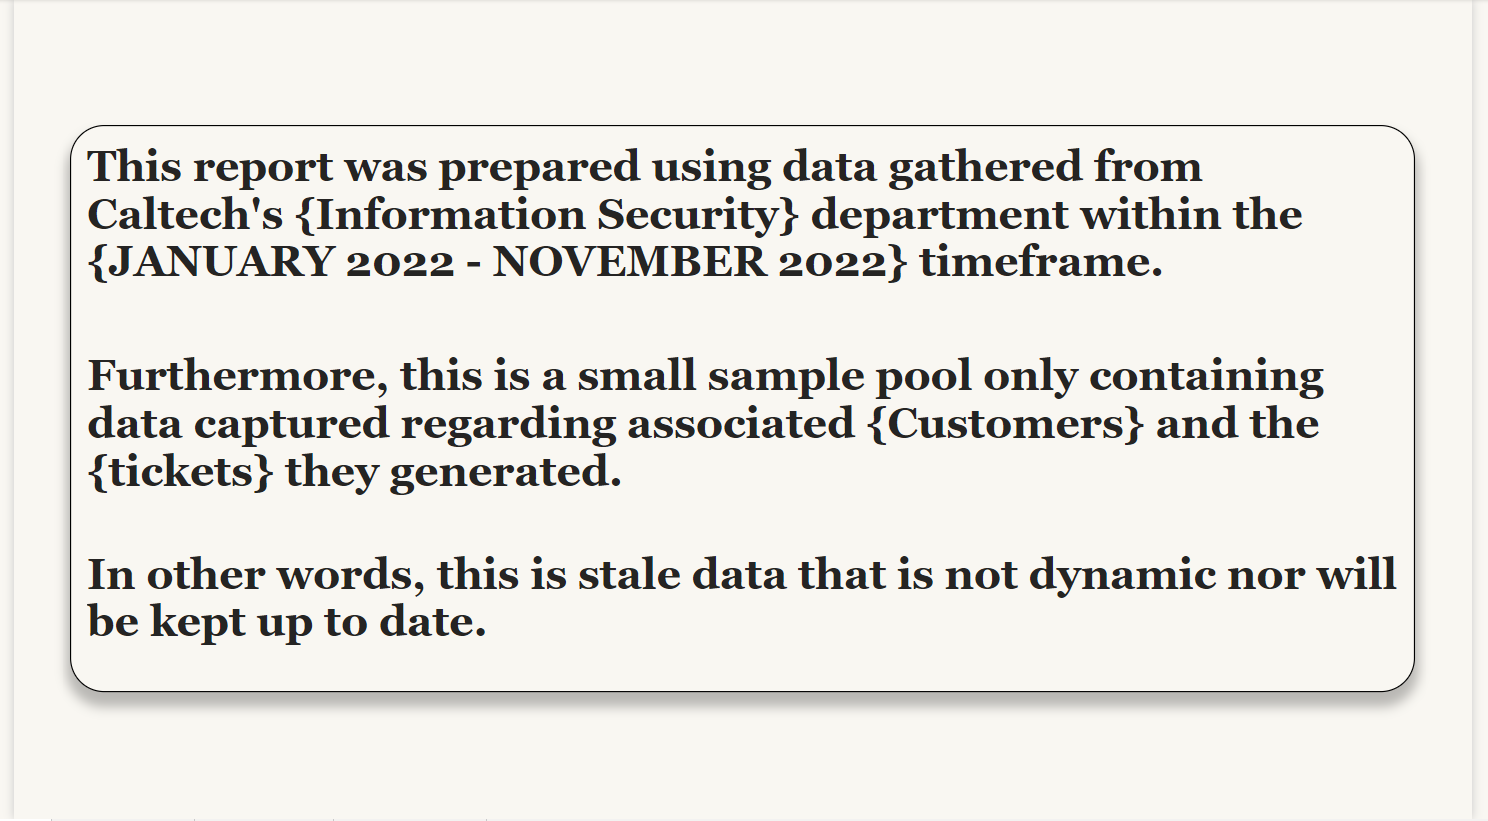 This report was prepared using data gathered from
Caltech's {Information Security} department within the
{JANUARY 2022 - NOVEMBER 2022} timeframe.
Furthermore, this is a small sample pool only containing
data captured regarding associated {Customers} and the
{tickets} they generated.
In other words, this is stale data that is not dynamic nor will
be kept up to date.